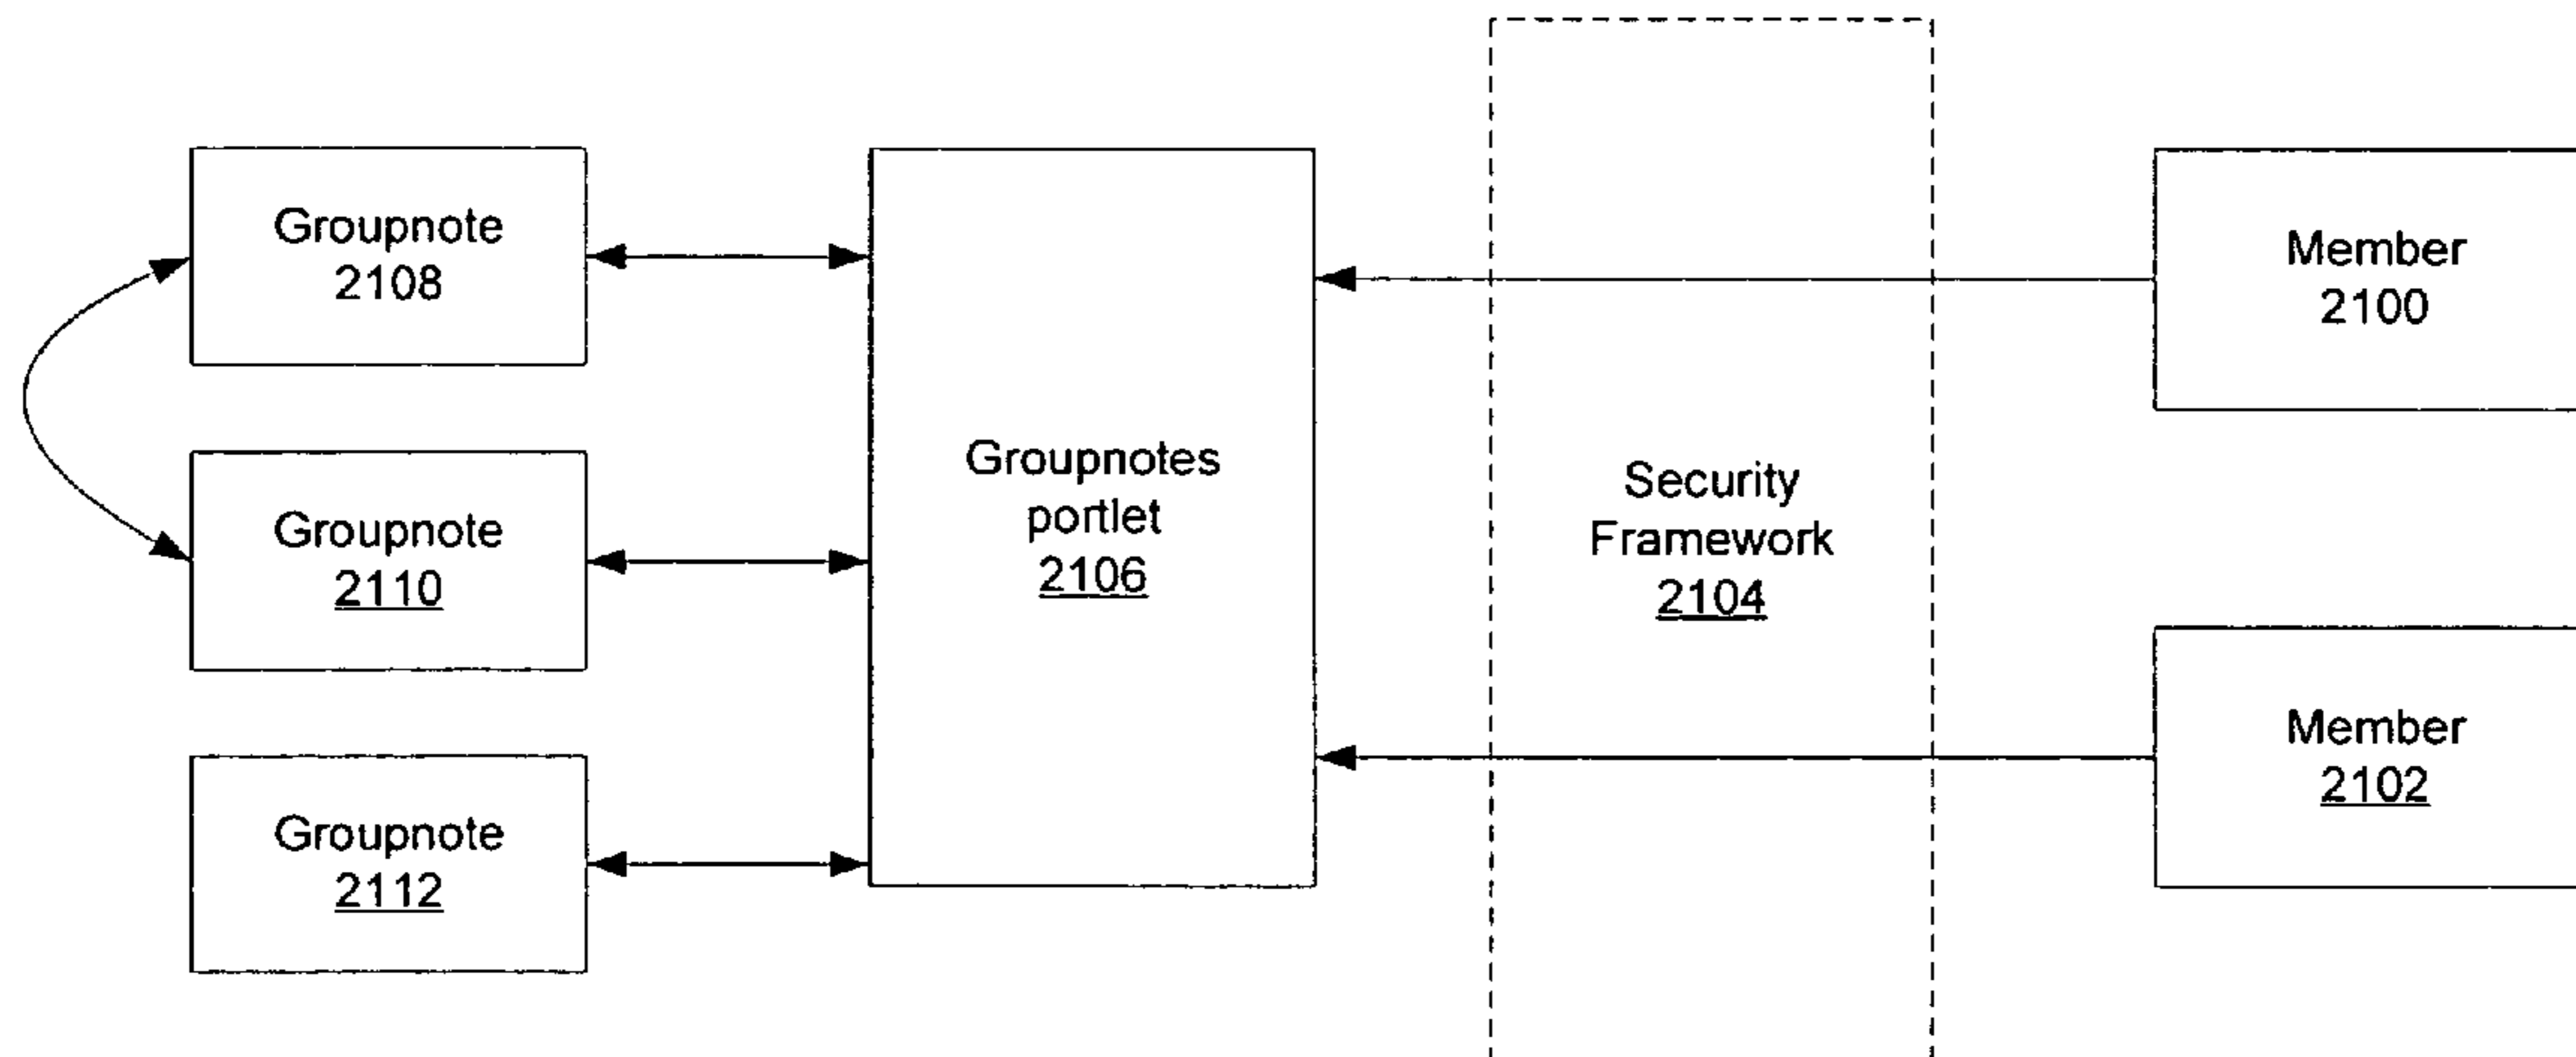 Groupnote
2108
Groupnote
2110
Groupnote
2112
Groupnotes
portlet
2106
Security
Framework
2104
Member
2100
Member
2102